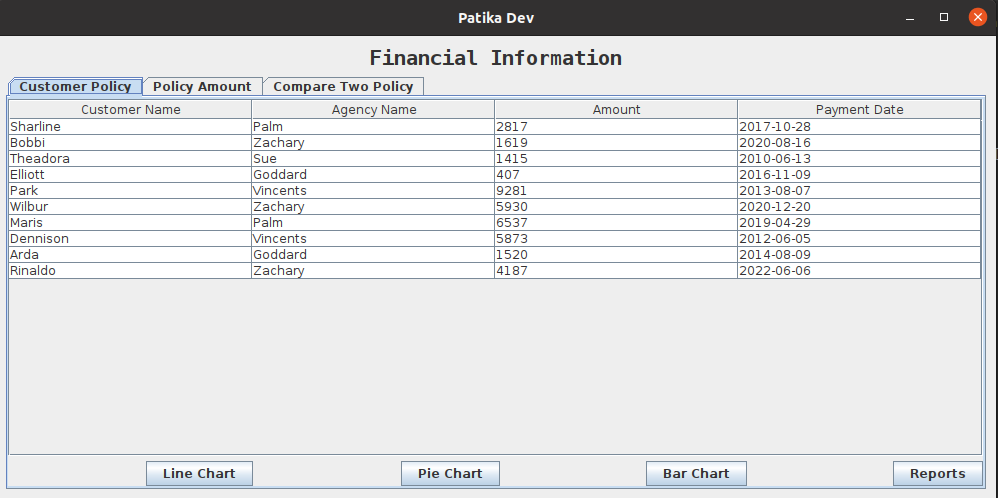 Patika Dev
Financial Information
Customer Policy Policy Amount Compare Two Policy
Customer Name Agency Name Amount Payment Date
Sharline Palm 2817 2017-10-28
Bobbi Zachary 1619 2020-08-16
Theadora Sue 1415 2010-06-13
Elliott Goddard 407 2016-11-09
Park Vincents 9281 2013-08-07
Wilbur Zachary 5930 2020-12-20
Maris Palm 6537 2019-04-29
Dennison Vincents 5873 2012-06-05
Arda Goddard 1520 2014-08-09
Rinaldo Zachary 4187 2022-06-06
Line Chart Pie Chart Bar Chart Reports